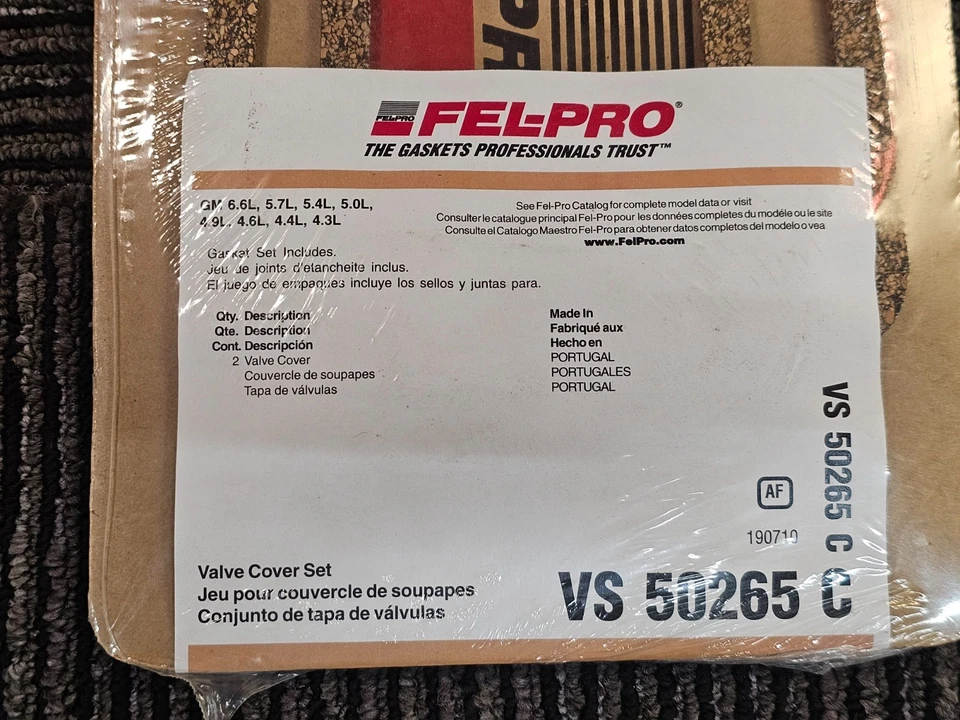 PA
FEL-PRO
FEL-PRO®
THE GASKETS PROFESSIONALS TRUST™
GM 6.6L, 5.7L, 5.4L, 5.0L,
4.9L, 4.6L, 4.4L, 4.3L
See Fel-Pro Catalog for complete model data or visit
Consulter le catalogue principal Fel-Pro pour les données completes du modéle ou le site
Consulte el Catalogo Maestro Fel-Pro para obtener datos completos del modelo o vea
www.FelPro.com
Gasket Set Includes.
Jeu de joints d'etancheite inclus.
El juego de empaques incluye los sellos y juntas para.
Qty. Description
Qte. Description
Cont. Descripción
2 Valve Cover
Couvercle de soupapes
Tapa de válvulas
Made In
Fabriqué aux
Hecho en
PORTUGAL
PORTUGALES
PORTUGAL
VS 50265 C
AF
190710
Valve Cover Set
Jeu pour couvercle de soupapes
Conjunto de tapa de válvulas
VS 50265 C